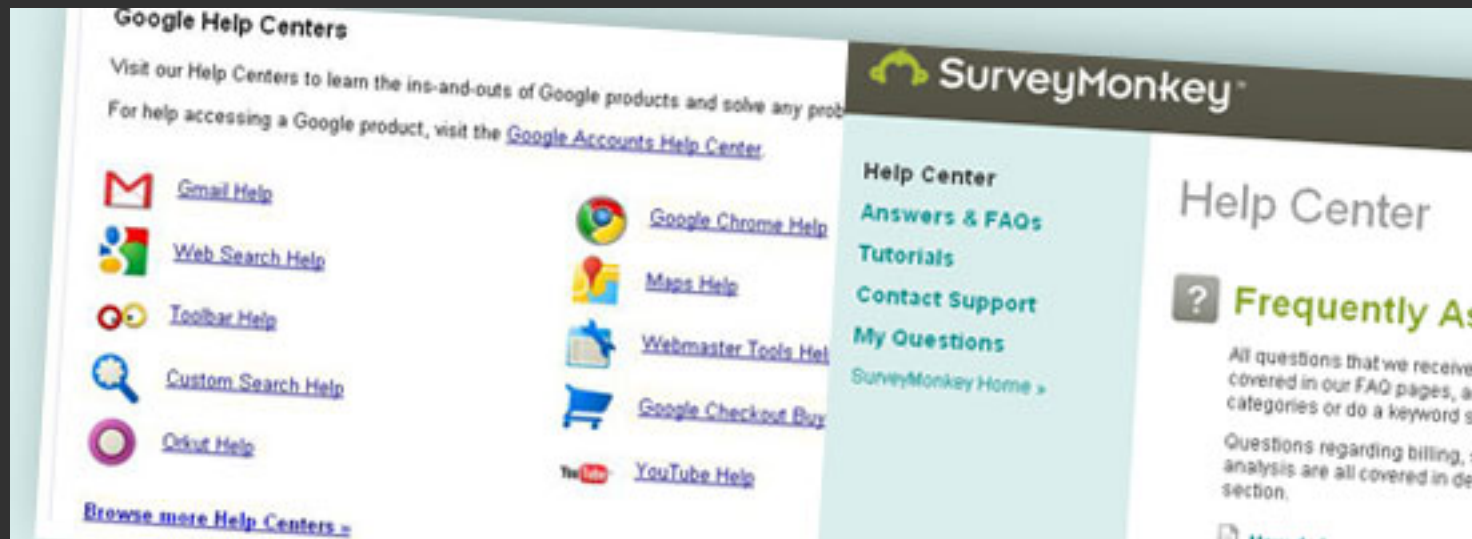 Google Help Centers
Visit our Help Centers to learn the ins-and-outs of Google products and solve any prob
For help accessing a Google product, visit the Google Accounts Help Center.
Gmail Help
Web Search Help
Toolbar Help
Custom Search Help
Orkut Help
Google Chrome Help
Maps Help
Webmaster Tools Hel
Google Checkout Buy
YouTube Help
Browse more Help Centers »
SurveyMonkey
Help Center
Answers & FAQs
Tutorials
Contact Support
My Questions
SurveyMonkey Home »
Help Center
? Frequently As
All questions that we receive
covered in our FAQ pages, a
categories or do a keyword s
Questions regarding billing,
analysis are all covered in de
section.